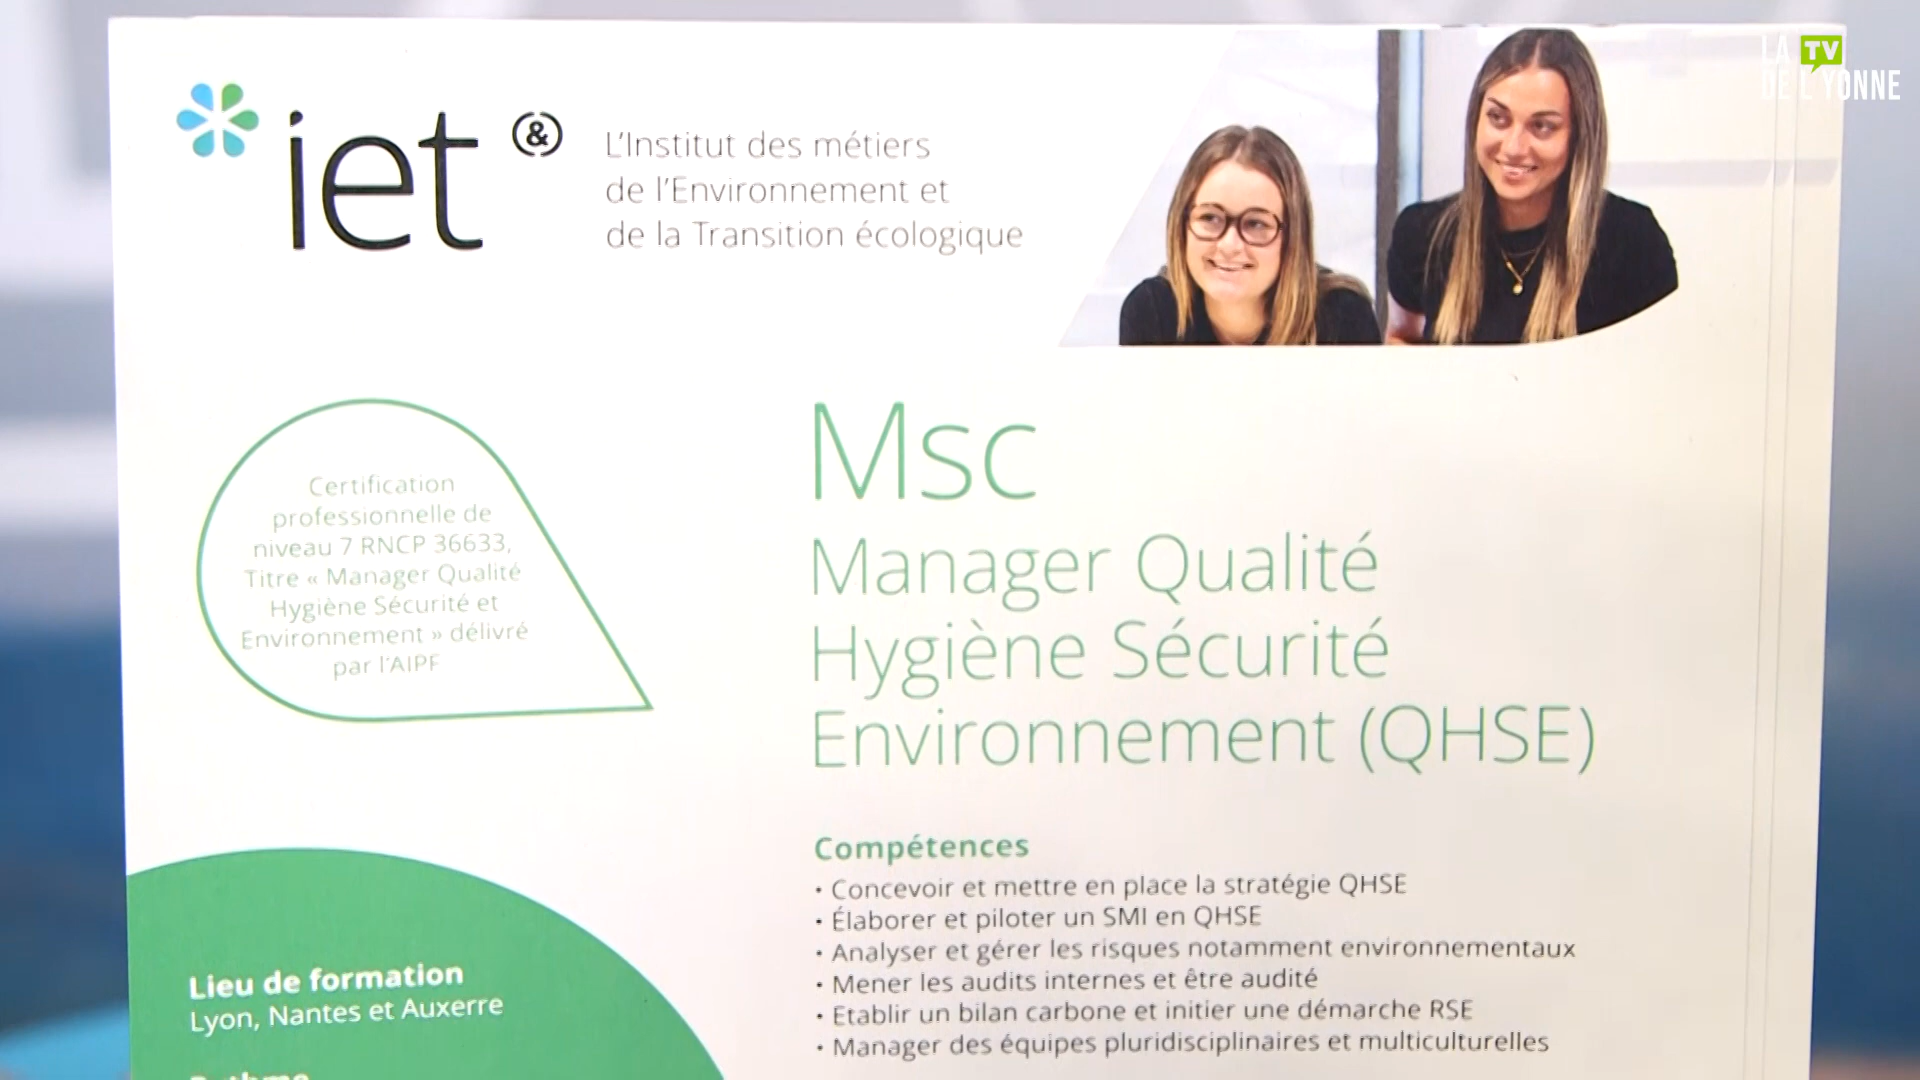 LA TV
DE L'YONNE
iet &
L'Institut des métiers
de l'Environnement et
de la Transition écologique
Certification
professionnelle de
niveau 7 RNCP 36633,
Titre « Manager Qualité
Hygiène Sécurité et
Environnement » délivré
par l'AIPF
Msc
Manager Qualité
Hygiène Sécurité
Environnement (QHSE)
Compétences
• Concevoir et mettre en place la stratégie QHSE
• Élaborer et piloter un SMI en QHSE
• Analyser et gérer les risques notamment environnementaux
• Mener les audits internes et être audité
• Etablir un bilan carbone et initier une démarche RSE
• Manager des équipes pluridisciplinaires et multiculturelles
Lieu de formation
Lyon, Nantes et Auxerre
Rythme